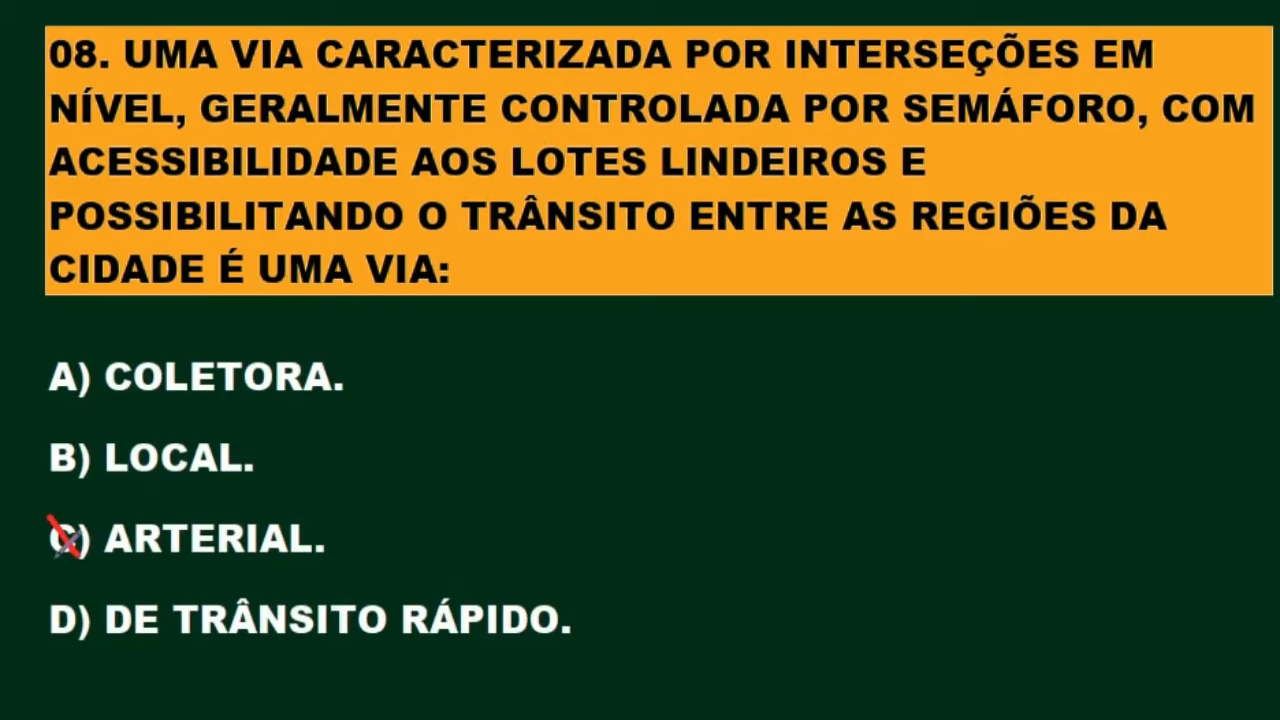 08. UMA VIA CARACTERIZADA POR INTERSEÇÕES EM
NÍVEL, GERALMENTE CONTROLADA POR SEMÁFORO, COM
ACESSIBILIDADE AOS LOTES LINDEIROS E
POSSIBILITANDO O TRÂNSITO ENTRE AS REGIÕES DA
CIDADE É UMA VIA:
A) COLETORA.
B) LOCAL.
C) ARTERIAL.
D) DE TRÂNSITO RÁPIDO.